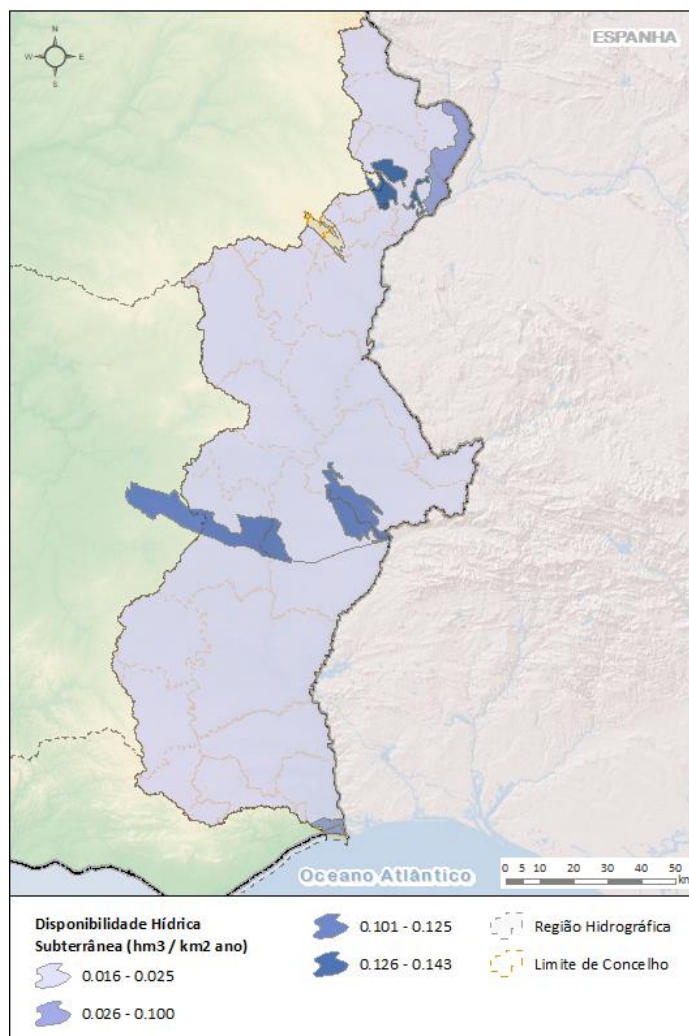 N
W E
S
ESPANHA
Oceano Atlântico
0 5 10 20 30 40 50
km
Disponibilidade Hídrica
Subterrânea (hm3 / km2 ano)
0.016 - 0.025
0.026 - 0.100
0.101 - 0.125
0.126 - 0.143
Região Hidrográfica
Limite de Concelho